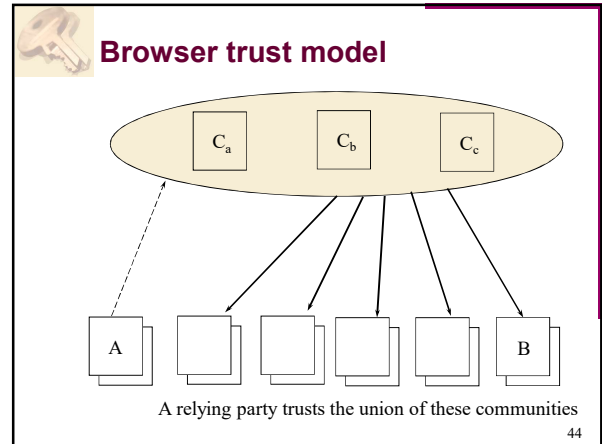 Browser trust model
Ca Cb Cc
A B
A relying party trusts the union of these communities
44